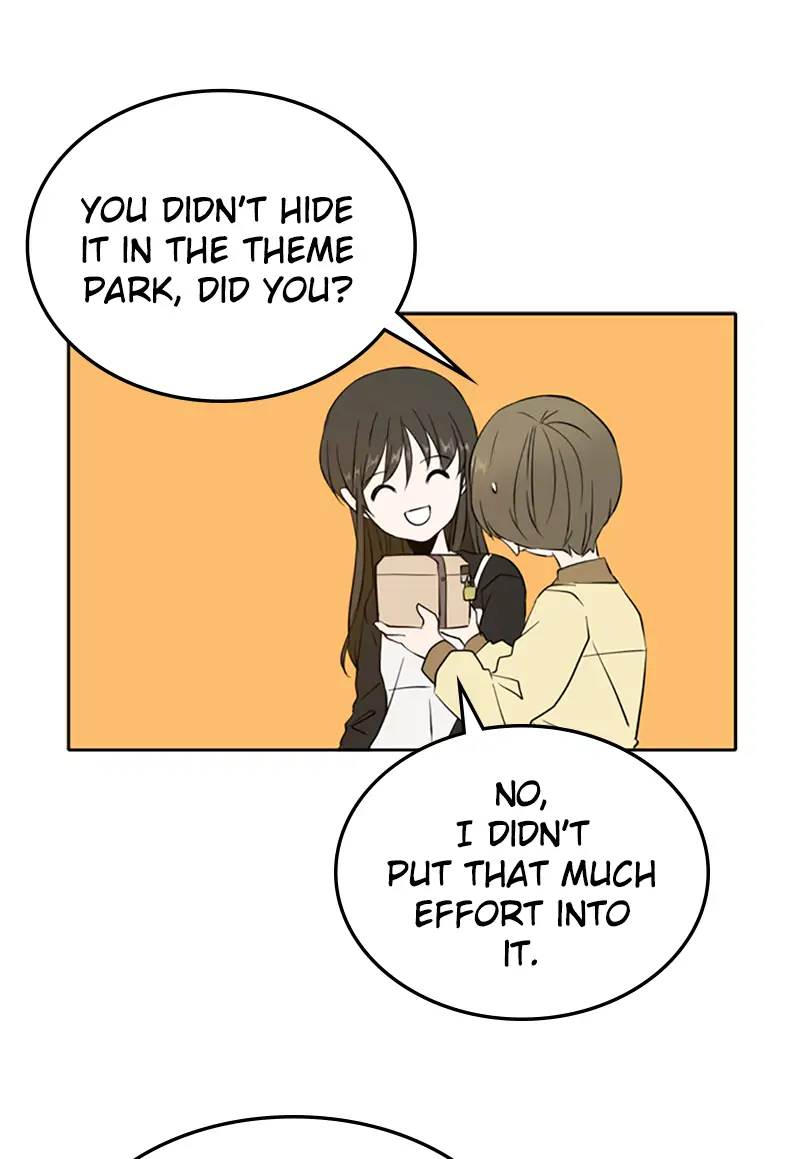 YOU DIDN'T HIDE
IT IN THE THEME
PARK, DID YOU?
NO,
I DIDN'T
PUT THAT MUCH
EFFORT INTO
IT.